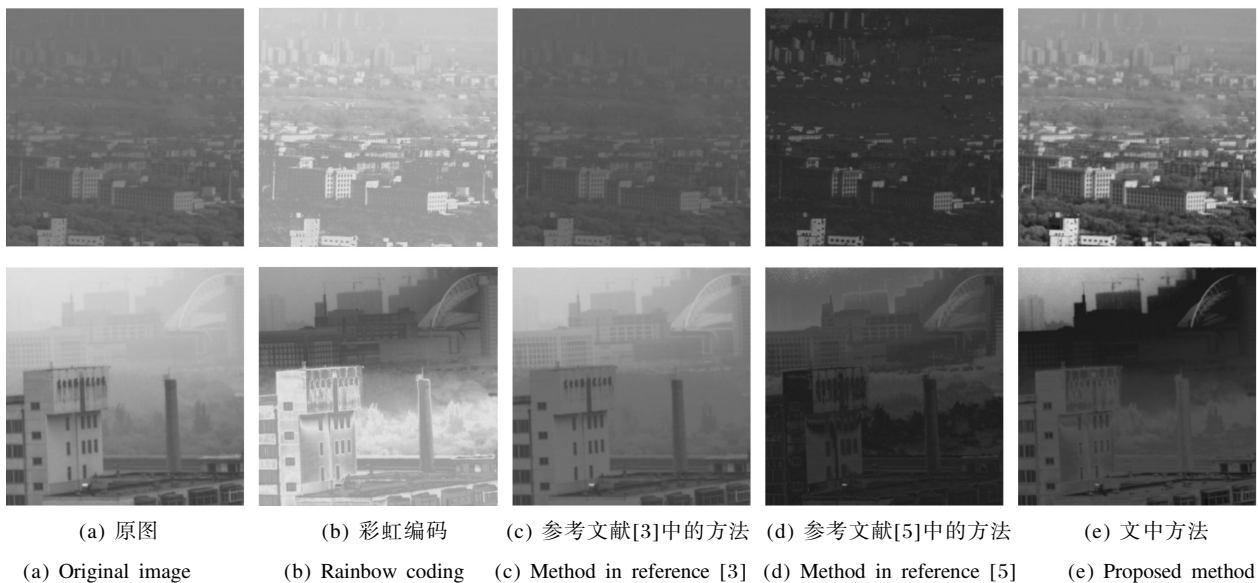 (a) 原图 (b) 彩虹编码 (c) 参考文献[3]中的方法 (d) 参考文献[5]中的方法 (e) 文中方法
(a) Original image (b) Rainbow coding (c) Method in reference [3] (d) Method in reference [5] (e) Proposed method